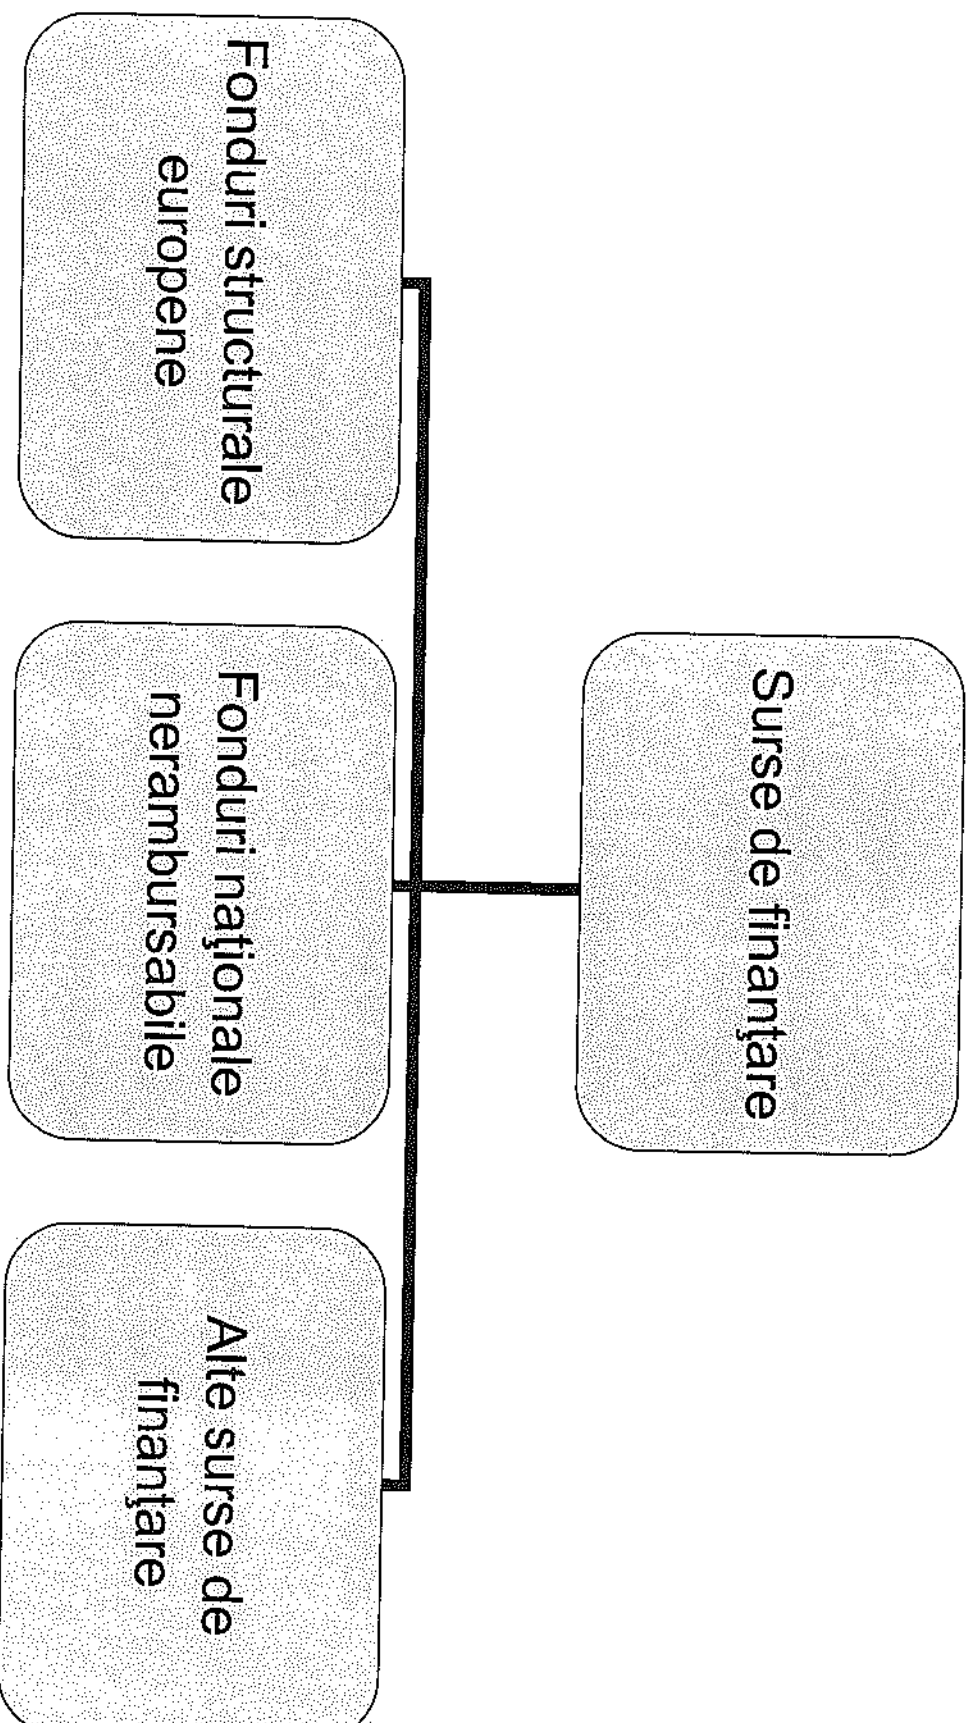 Surse de finanţare
Fonduri structurale
europene
Fonduri naţionale
nerambursabile
Alte surse de
finanţare